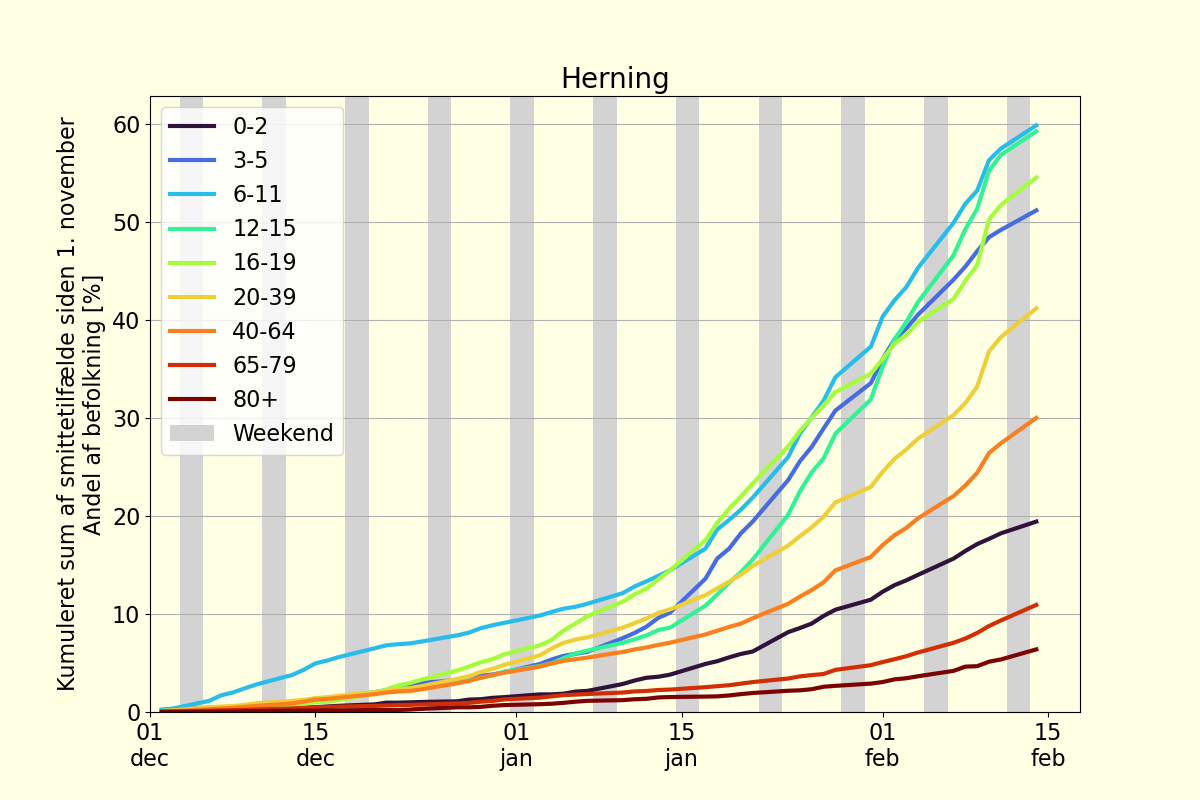 Herning
Kumuleret sum af smittetilfælde siden 1. november
Andel af befolkning [%]
60
50
40
30
20
10
0
0-2
3-5
6-11
12-15
16-19
20-39
40-64
65-79
80+
Weekend
01 15 01 15 01 15
dec dec jan jan feb feb